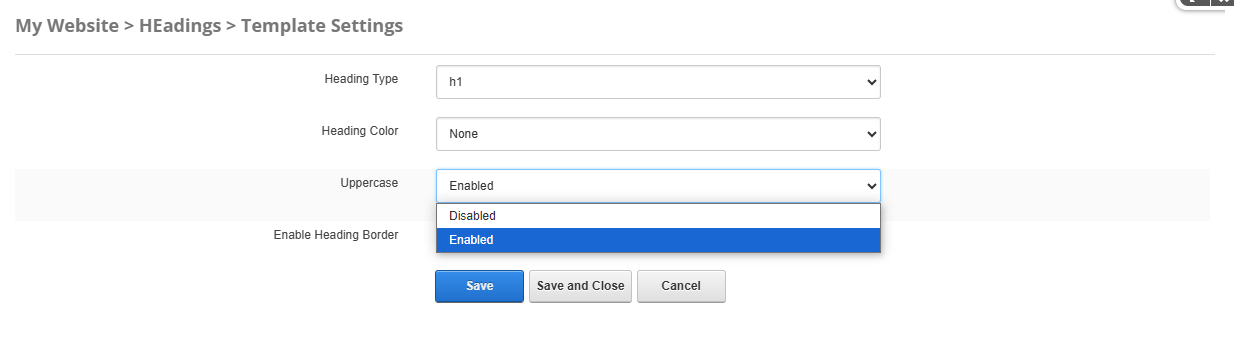 My Website > HEadings > Template Settings
Heading Type
h1
Heading Color
None
Uppercase
Enabled
Disabled
Enabled
Enable Heading Border
Save
Save and Close
Cancel